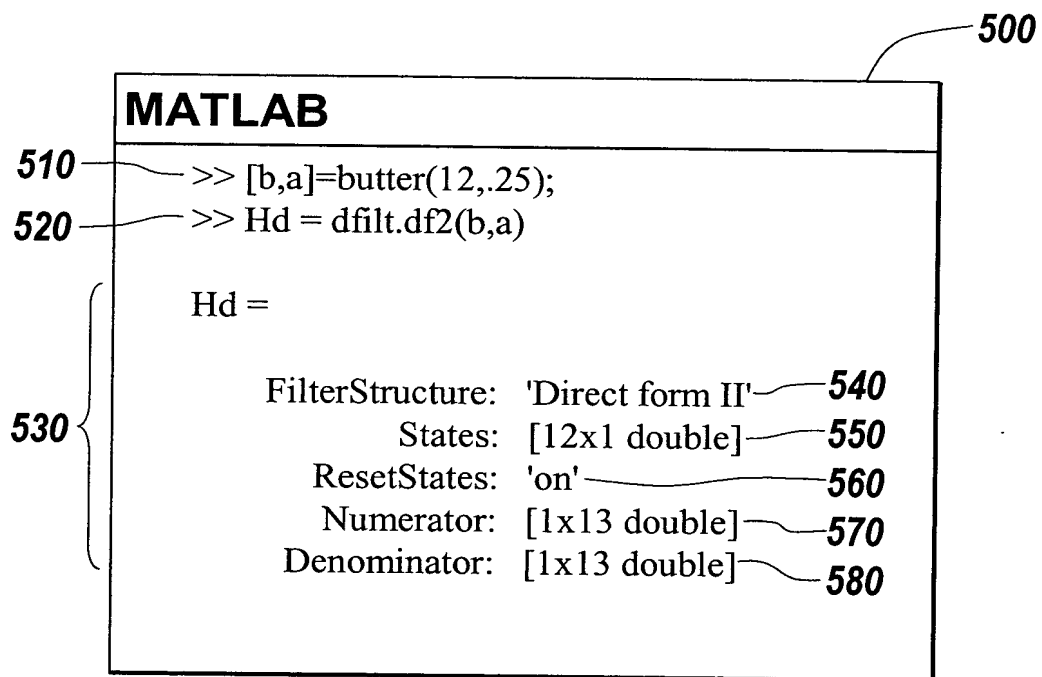 500
MATLAB
510 >> [b,a]=butter(12,.25);
520 >> Hd = dfilt.df2(b,a)
Hd =
FilterStructure: 'Direct form II' 540
530 States: [12x1 double] 550
ResetStates: 'on' 560
Numerator: [1x13 double] 570
Denominator: [1x13 double] 580